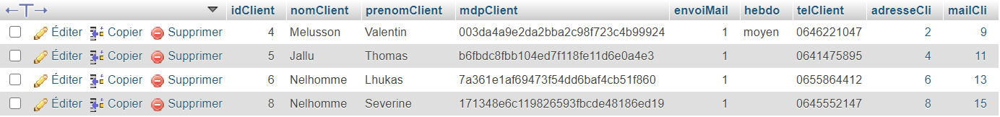 idClient nomClient prenomClient mdpClient envoiMail hebdo telClient adresseCli mailCli
Éditer Copier Supprimer 4 Melusson Valentin 003da4a9e2da2bba2c98f723c4b99924 1 moyen 0646221047 2 9
Éditer Copier Supprimer 5 Jallu Thomas b6fbdc8fbb104ed7f118fe11d6e0a4e3 1 0641475895 4 11
Éditer Copier Supprimer 6 Nelhomme Lhukas 7a361e1af69473f54dd6baf4cb51f860 1 0655864412 6 13
Éditer Copier Supprimer 8 Nelhomme Severine 171348e6c119826593fbcde48186ed19 1 0645552147 8 15